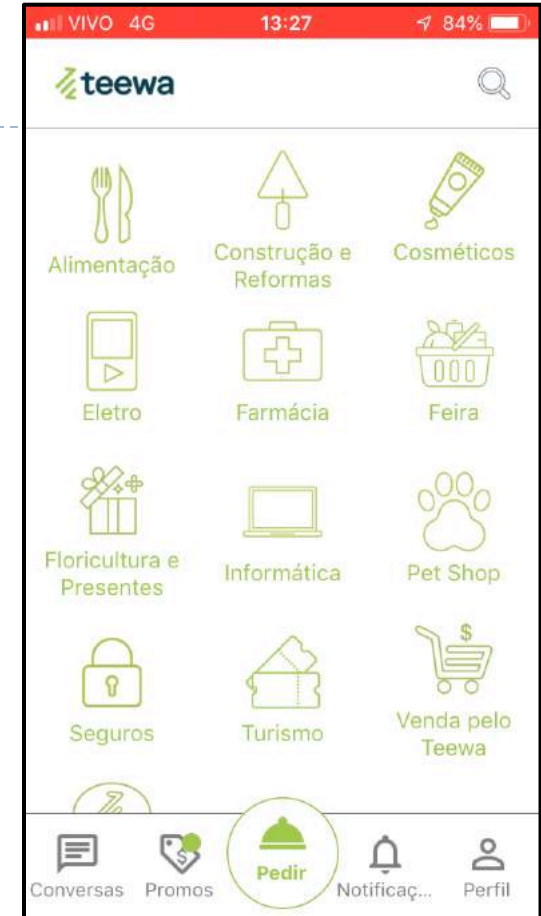 VIVO 4G 13:27 84%
teewa
Alimentação
Construção e
Reformas
Cosméticos
Eletro
Farmácia
Feira
Floricultura e
Presentes
Informática
Pet Shop
Seguros
Turismo
$
Venda pelo
Teewa
$
Conversas Promos Pedir Notificaç... Perfil